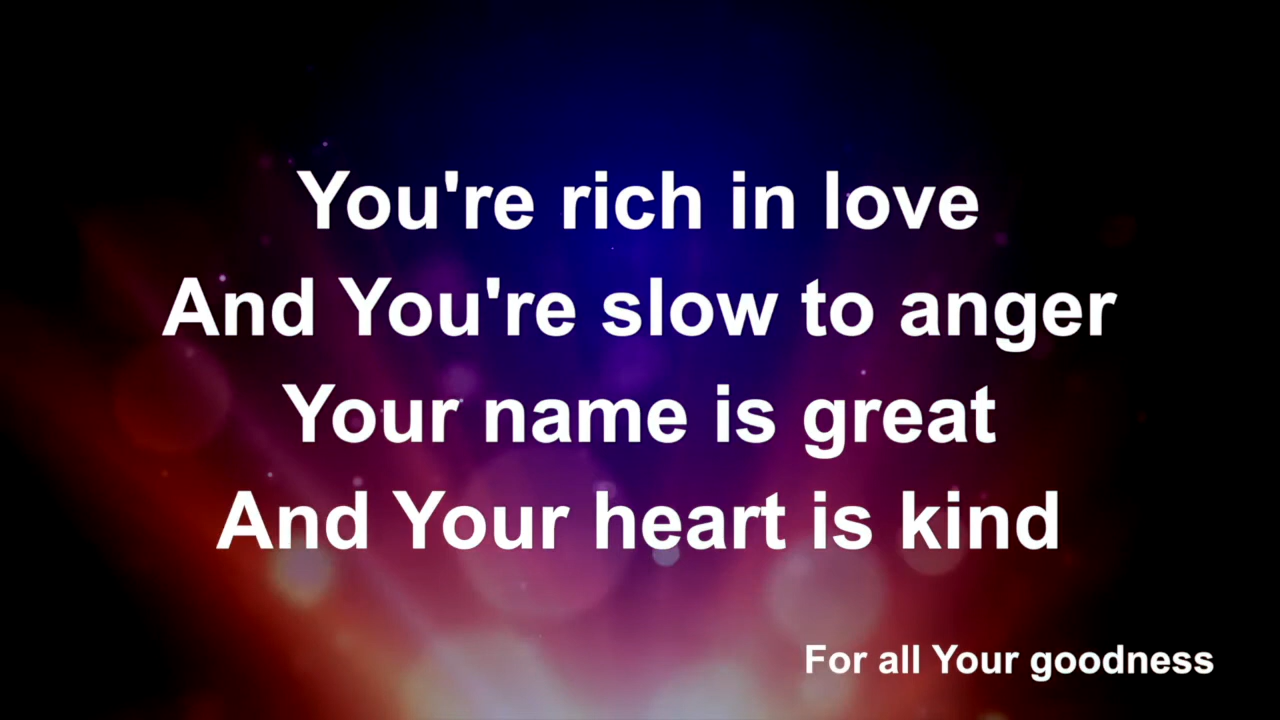 You're rich in love
And You're slow to anger
Your name is great
And Your heart is kind
For all Your goodness